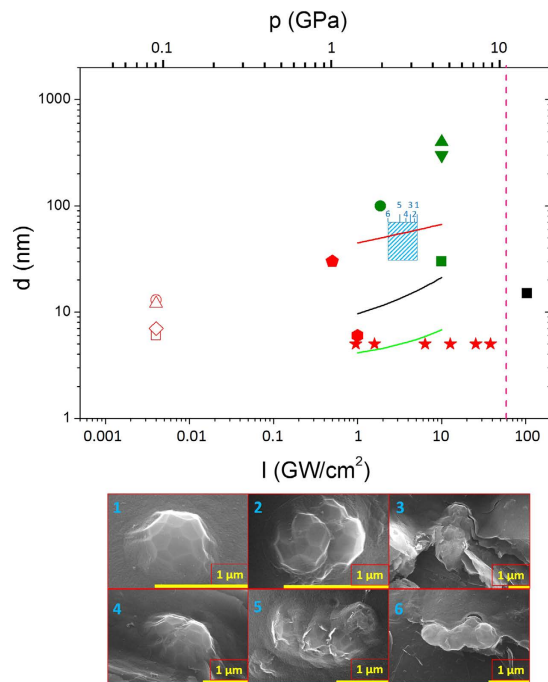 p (GPa)
0.1 1 10
1000
100
10
1
d (nm)
5 3 1
6 4 2
0.001 0.01 0.1 1 10 100
I (GW/cm²)
1 2 3
1 µm 1 µm 1 µm
4 5 6
1 µm 1 µm 1 µm